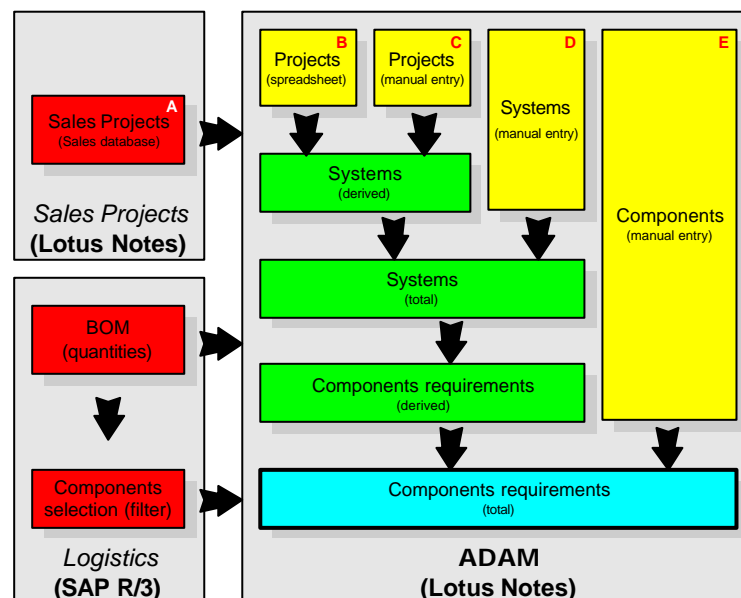 A
Sales Projects
(Sales database)
Sales Projects
(Lotus Notes)
BOM
(quantities)
Components
selection (filter)
Logistics
(SAP R/3)
B
Projects
(spreadsheet)
C
Projects
(manual entry)
D
Systems
(manual entry)
E
Components
(manual entry)
Systems
(derived)
Systems
(total)
Components requirements
(derived)
Components requirements
(total)
ADAM
(Lotus Notes)